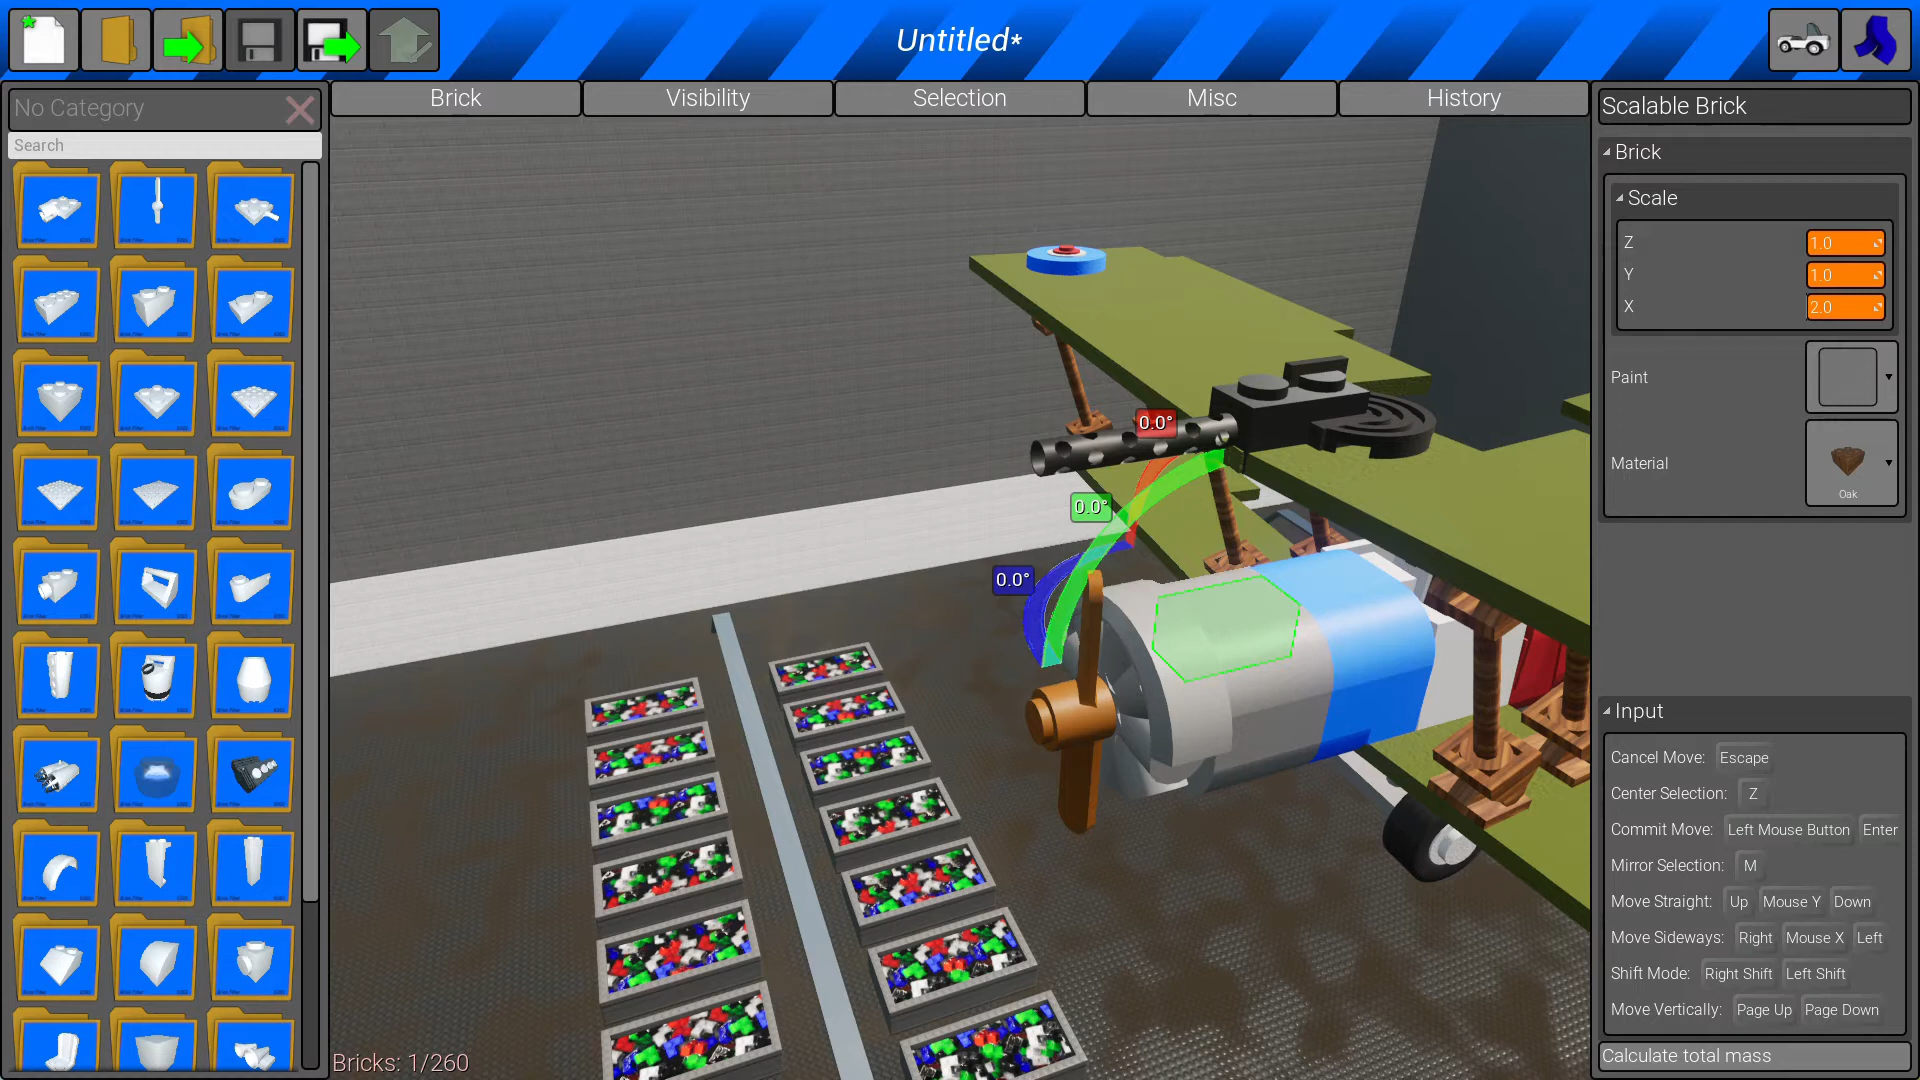 Untitled*
No Category
Search
Brick
Visibility
Selection
Misc
History
0.0°
0.0°
0.0°
Bricks: 1/260
Scalable Brick
Brick
Scale
Z 1.0
Y 1.0
X 2.0
Paint
Material
Oak
Input
Cancel Move: Escape
Center Selection: Z
Commit Move: Left Mouse Button Enter
Mirror Selection: M
Move Straight: Up Mouse Y Down
Move Sideways: Right Mouse X Left
Shift Mode: Right Shift Left Shift
Move Vertically: Page Up Page Down
Calculate total mass